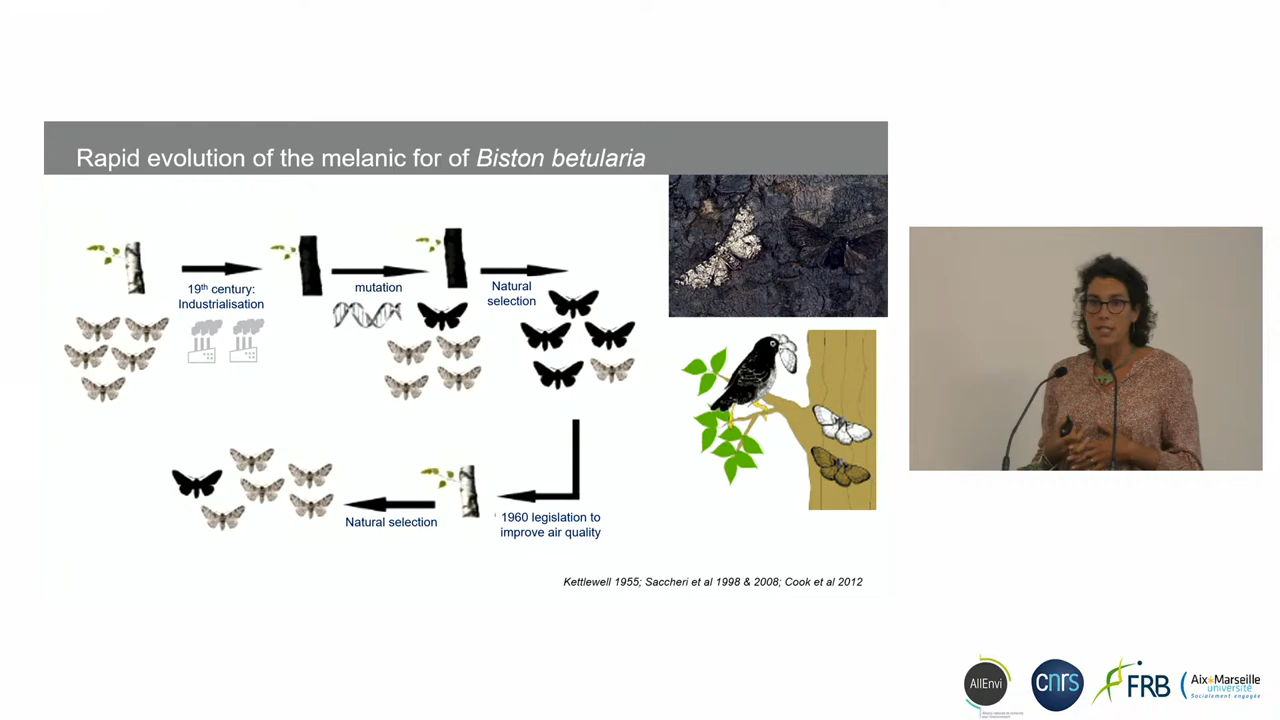 Rapid evolution of the melanic for of Biston betularia
19th century:
Industrialisation
mutation
Natural
selection
1960 legislation to
improve air quality
Natural selection
Kettlewell 1955; Saccheri et al 1998 & 2008; Cook et al 2012
AllEnvi
cnrs
FRB
Aix*Marseille
université
Socialement engagée